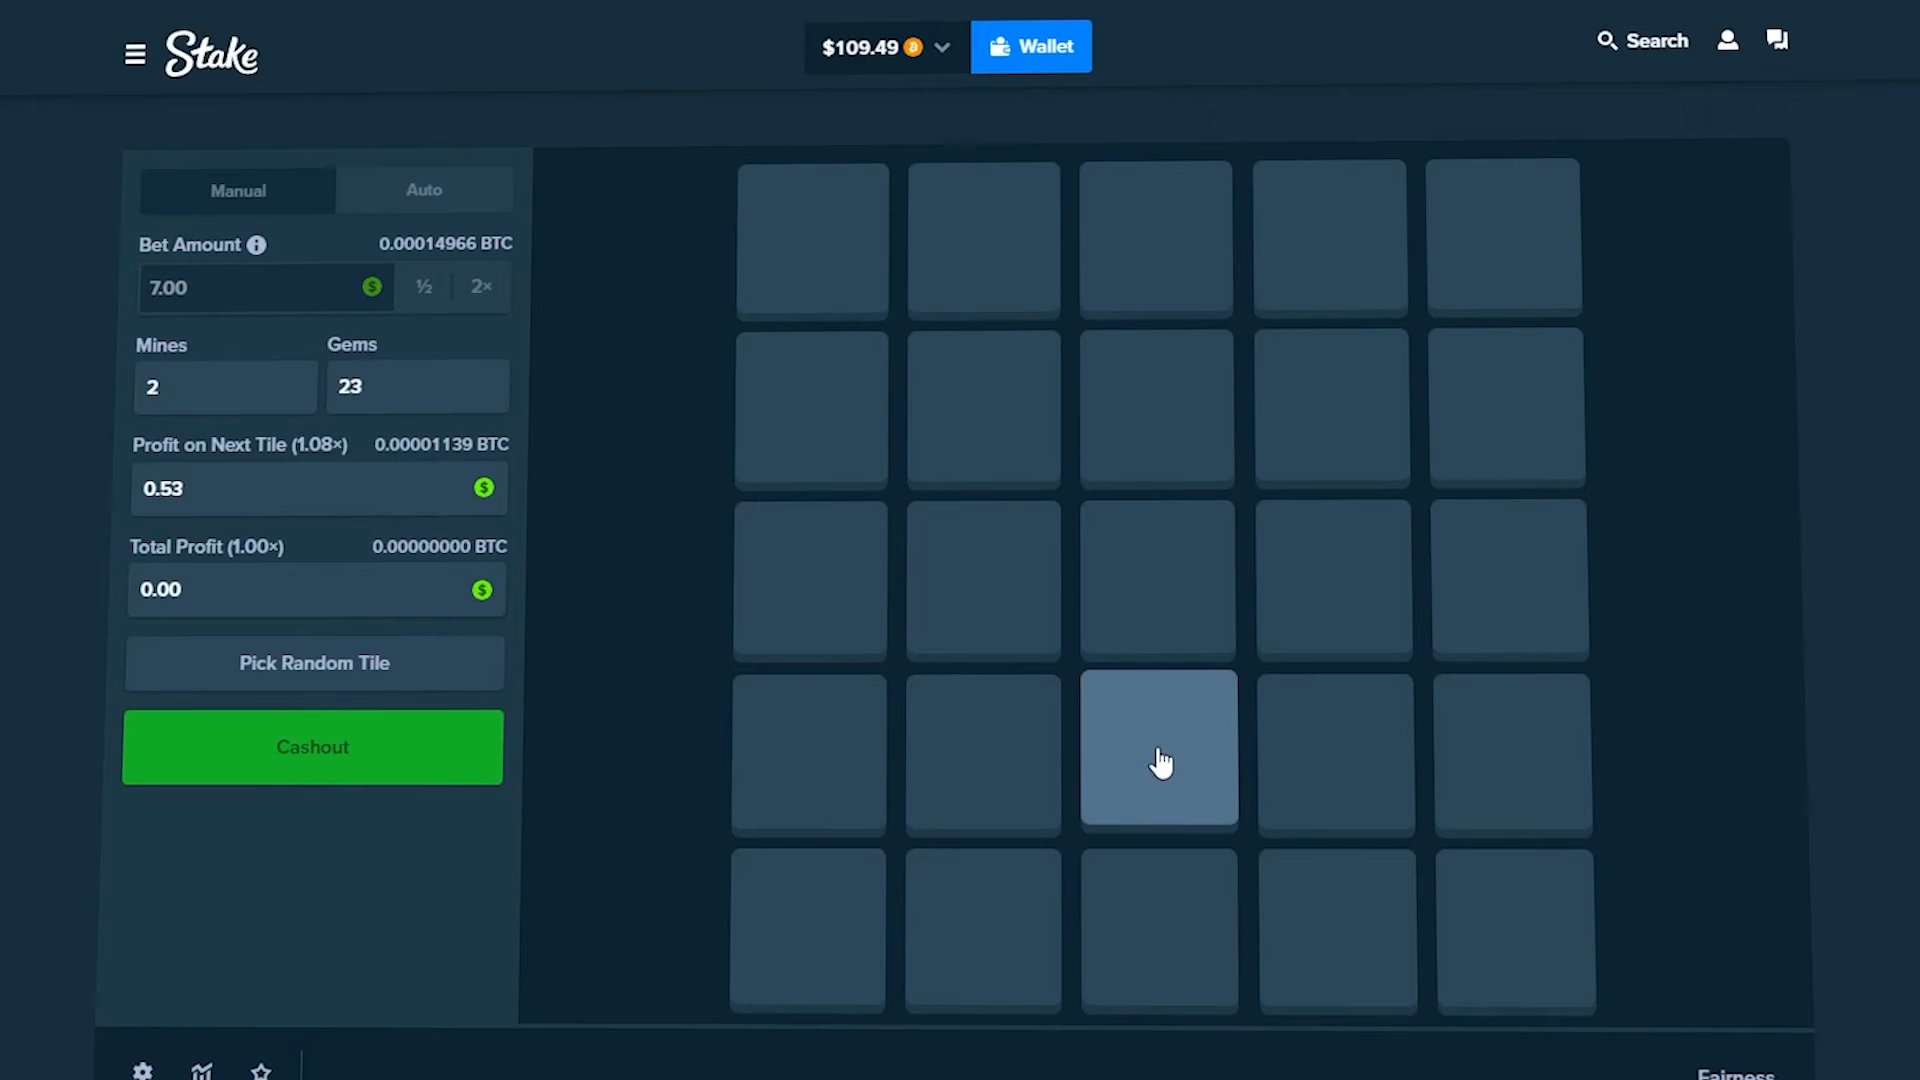 Stake
$109.49
Wallet
Search
Manual
Auto
Bet Amount
0.00014966 BTC
7.00
½
2×
Mines
Gems
2
23
Profit on Next Tile (1.08×)
0.00001139 BTC
0.53
Total Profit (1.00×)
0.00000000 BTC
0.00
Pick Random Tile
Cashout
Fairness